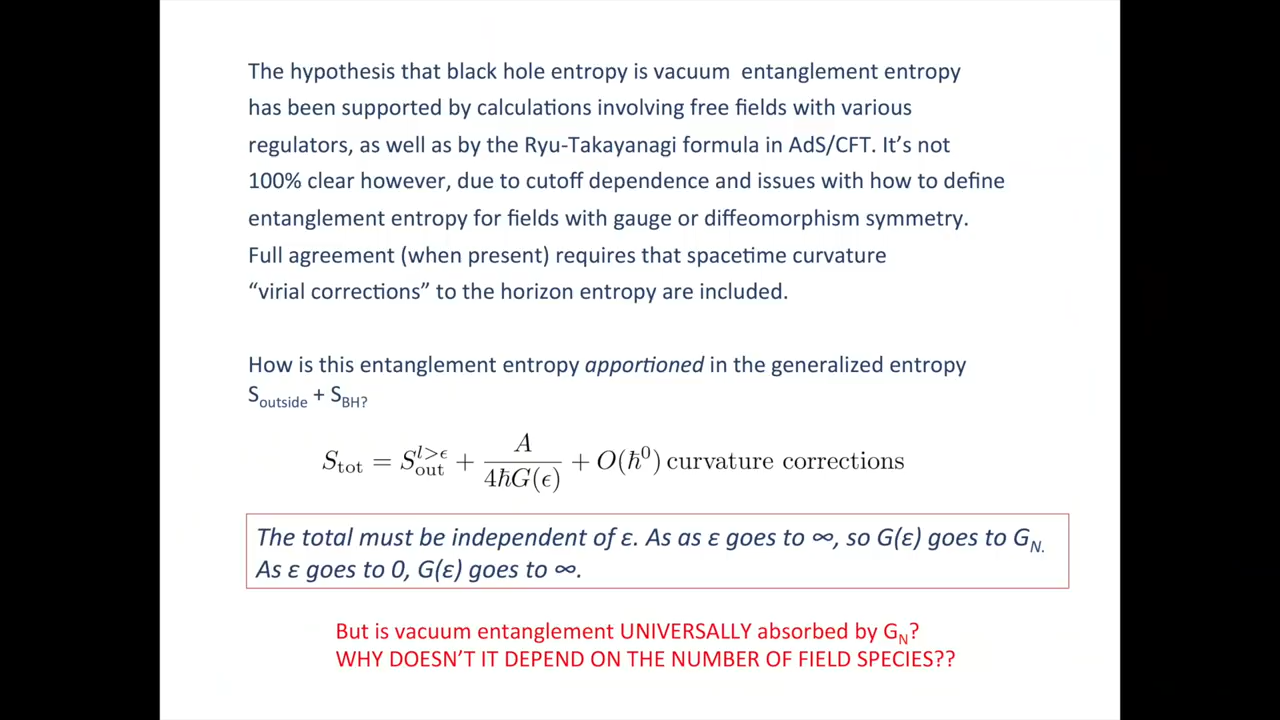 The hypothesis that black hole entropy is vacuum entanglement entropy
has been supported by calculations involving free fields with various
regulators, as well as by the Ryu-Takayanagi formula in AdS/CFT. It's not
100% clear however, due to cutoff dependence and issues with how to define
entanglement entropy for fields with gauge or diffeomorphism symmetry.
Full agreement (when present) requires that spacetime curvature
“virial corrections” to the horizon entropy are included.
How is this entanglement entropy apportioned in the generalized entropy
S_outside + S_BH?
S_tot = S_out^{l>ϵ} + A/(4ℏG(ϵ)) + O(ℏ^0) curvature corrections
The total must be independent of ε. As as ε goes to ∞, so G(ε) goes to G_N.
As ε goes to 0, G(ε) goes to ∞.
But is vacuum entanglement UNIVERSALLY absorbed by G_N?
WHY DOESN'T IT DEPEND ON THE NUMBER OF FIELD SPECIES??